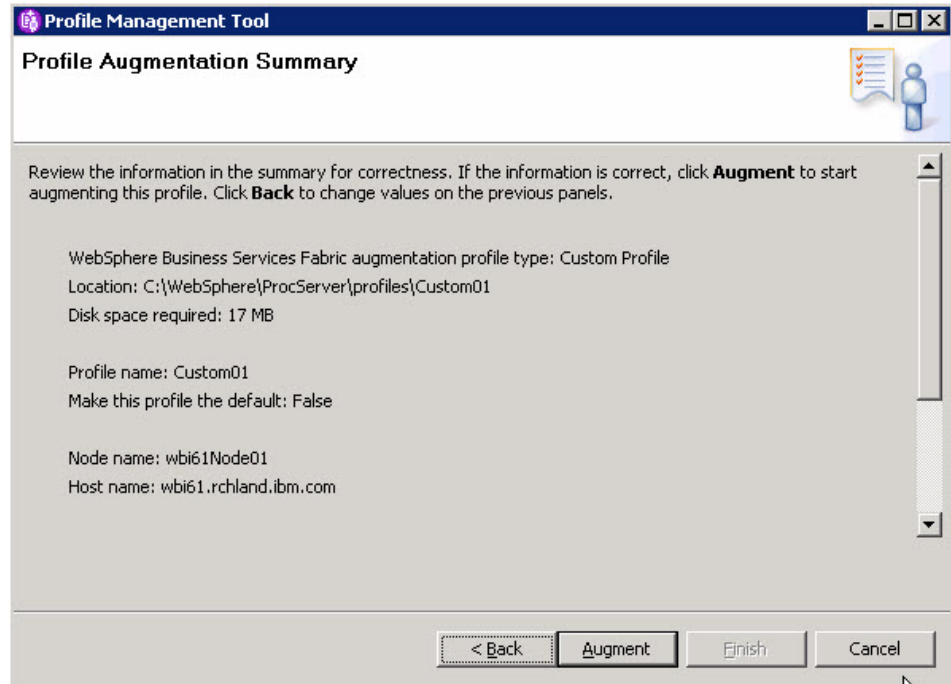 Profile Management Tool
Profile Augmentation Summary
Review the information in the summary for correctness. If the information is correct, click Augment to start
augmenting this profile. Click Back to change values on the previous panels.
WebSphere Business Services Fabric augmentation profile type: Custom Profile
Location: C:\WebSphere\ProcServer\profiles\Custom01
Disk space required: 17 MB
Profile name: Custom01
Make this profile the default: False
Node name: wbi61Node01
Host name: wbi61.rchland.ibm.com
< Back Augment Finish Cancel